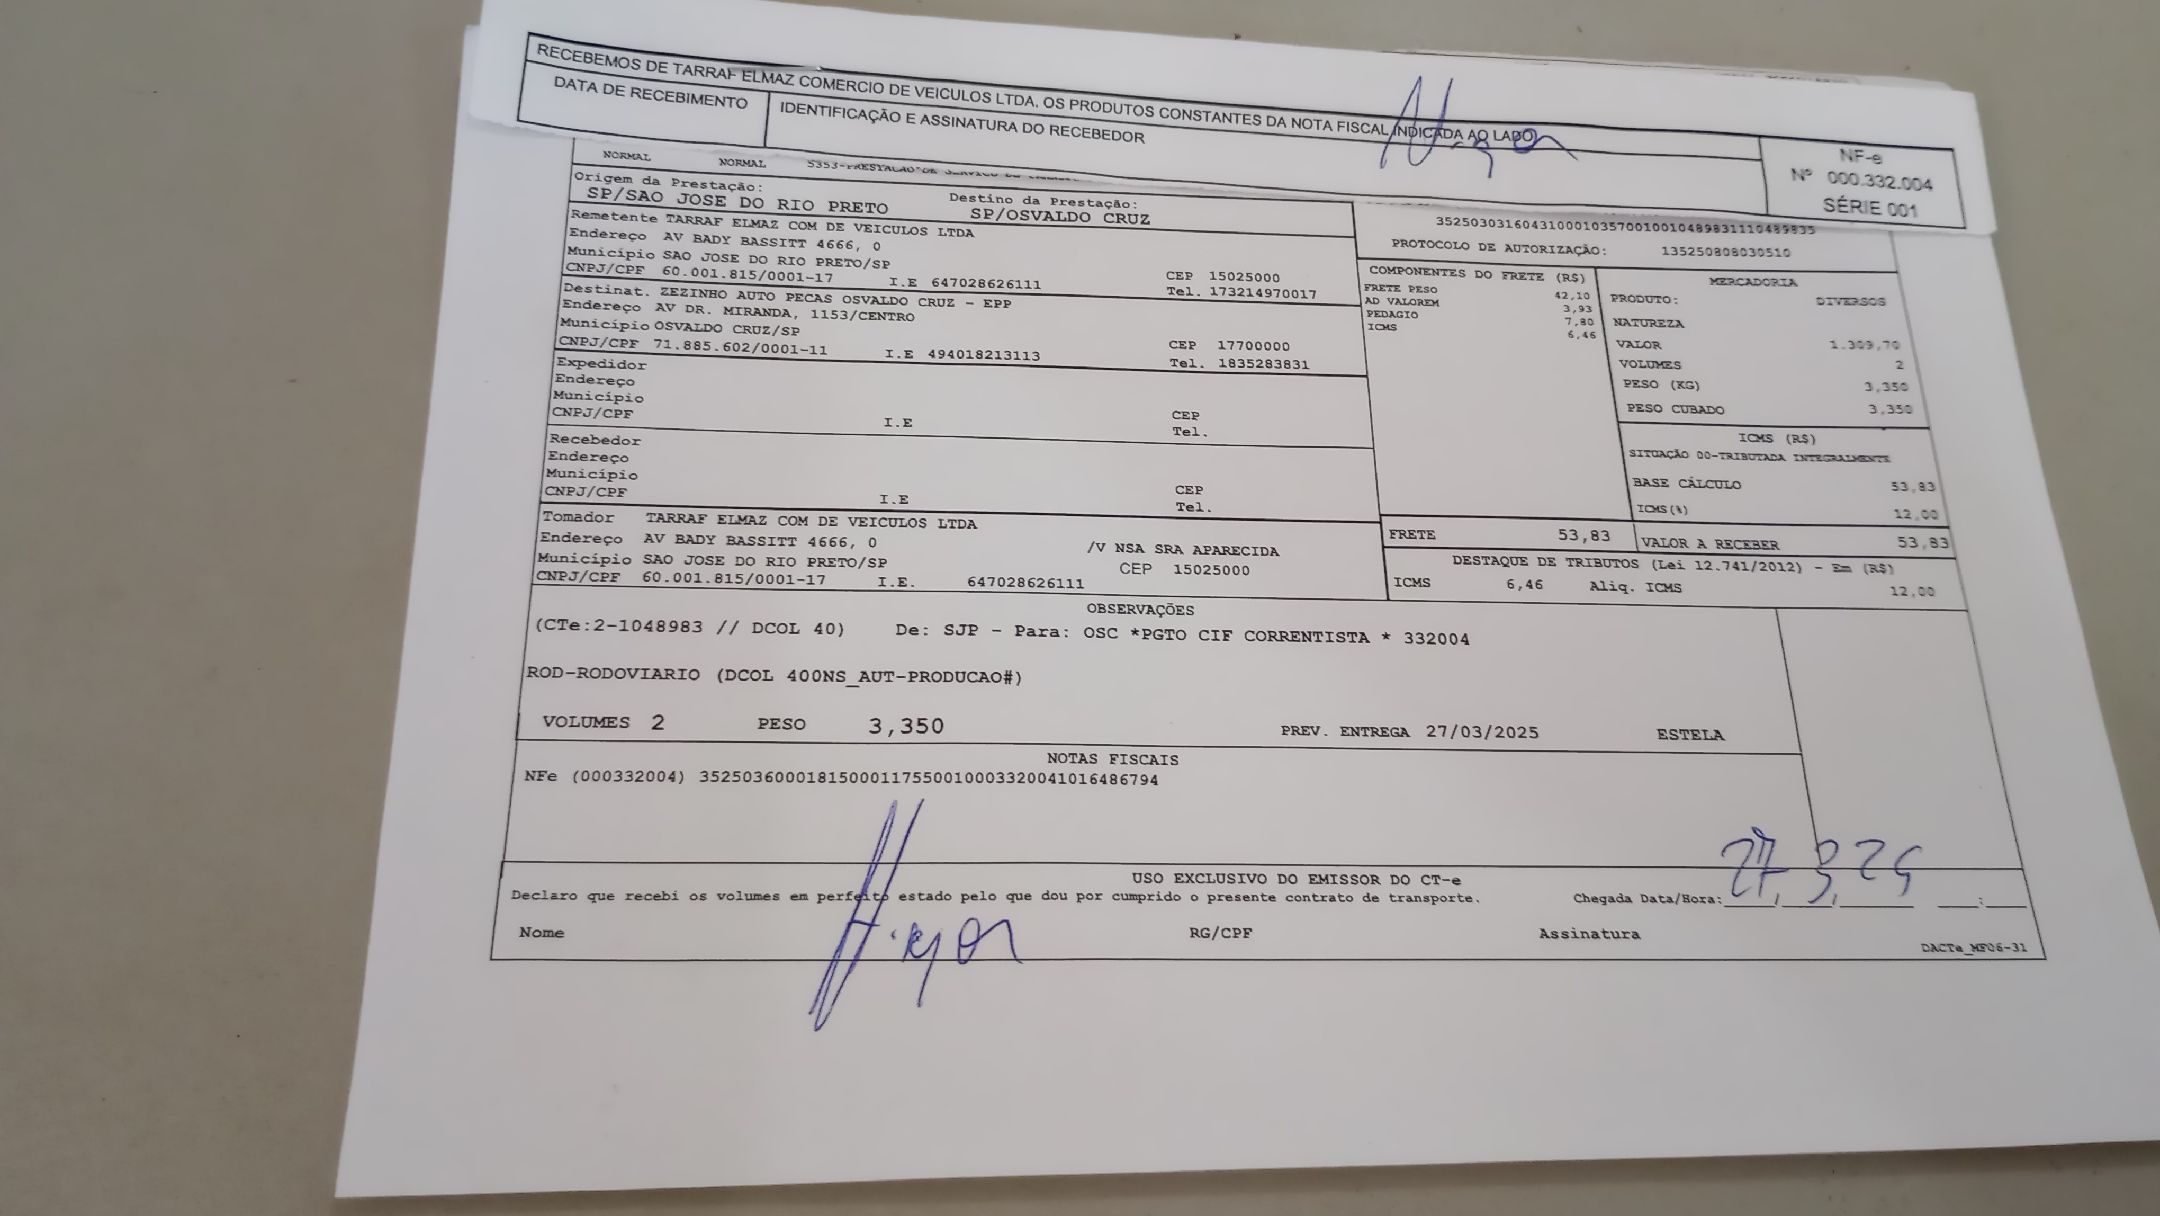 RECEBEMOS DE TARRAF ELMAZ COMERCIO DE VEICULOS LTDA. OS PRODUTOS CONSTANTES DA NOTA FISCAL INDICADA AO LADO
DATA DE RECEBIMENTO IDENTIFICAÇÃO E ASSINATURA DO RECEBEDOR
NF-e
Nº 000.332.004
SÉRIE 001
NORMAL NORMAL
Origem da Prestação: Destino da Prestação:
SP/SAO JOSE DO RIO PRETO SP/OSVALDO CRUZ
PROTOCOLO DE AUTORIZAÇÃO: 135250808030510
Remetente TARRAF ELMAZ COM DE VEICULOS LTDA
Endereço AV BADY BASSITT 4666, 0
Município SAO JOSE DO RIO PRETO/SP CEP 15025000
CNPJ/CPF 60.001.815/0001-17 I.E 647028626111 Tel. 173214970017
Destinat. ZEZINHO AUTO PECAS OSVALDO CRUZ - EPP
Endereço AV DR. MIRANDA, 1153/CENTRO
Município OSVALDO CRUZ/SP CEP 17700000
CNPJ/CPF 71.885.602/0001-11 I.E 494018213113 Tel. 1835283831
Expedidor
Endereço
Município CEP
CNPJ/CPF I.E Tel.
Recebedor
Endereço
Município CEP
CNPJ/CPF I.E Tel.
Tomador TARRAF ELMAZ COM DE VEICULOS LTDA
Endereço AV BADY BASSITT 4666, 0 /V NSA SRA APARECIDA
Município SAO JOSE DO RIO PRETO/SP CEP 15025000
CNPJ/CPF 60.001.815/0001-17 I.E. 647028626111
COMPONENTES DO FRETE (R$)
FRETE PESO 42,10
AD VALOREM 3,93
PEDAGIO 7,80
ICMS 6,46
MERCADORIA
PRODUTO: DIVERSOS
NATUREZA
VALOR 1.309,70
VOLUMES 2
PESO (KG) 3,350
PESO CUBADO 3,350
ICMS (R$)
SITUAÇÃO 00-TRIBUTADA INTEGRALMENTE
BASE CÁLCULO 53,83
ICMS(%) 12,00
FRETE 53,83 VALOR A RECEBER 53,83
DESTAQUE DE TRIBUTOS (Lei 12.741/2012) - Em (R$)
ICMS 6,46 Aliq. ICMS 12,00
OBSERVAÇÕES
(CTe:2-1048983 // DCOL 40) De: SJP - Para: OSC *PGTO CIF CORRENTISTA * 332004
ROD-RODOVIARIO (DCOL 400NS_AUT-PRODUCAO#)
VOLUMES 2 PESO 3,350 PREV. ENTREGA 27/03/2025 ESTELA
NOTAS FISCAIS
NFe (000332004) 35250360001815000117550010003320041016486794
USO EXCLUSIVO DO EMISSOR DO CT-e
Declaro que recebi os volumes em perfeito estado pelo que dou por cumprido o presente contrato de transporte. Chegada Data/Hora: 27 3 25
Nome RG/CPF Assinatura
DACTe_MF06-31